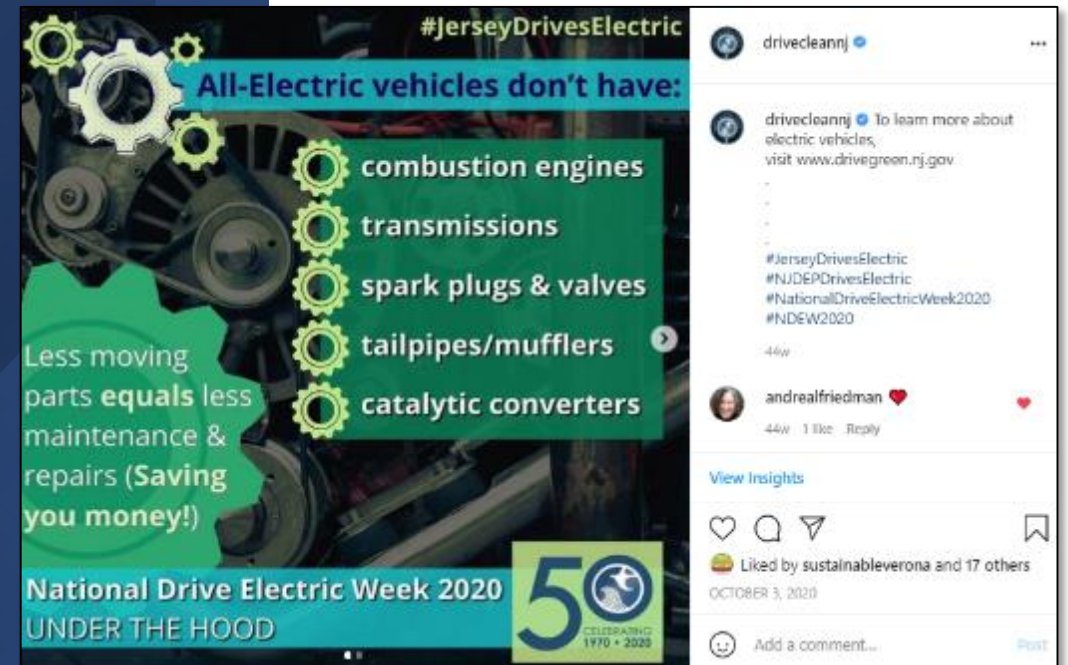 #JerseyDrivesElectric
All-Electric vehicles don't have:
combustion engines
transmissions
spark plugs & valves
tailpipes/mufflers
catalytic converters
Less moving
parts equals less
maintenance &
repairs (Saving
you money!)
National Drive Electric Week 2020
UNDER THE HOOD
50
CELEBRATING
1970 • 2020
drivecleannj
drivecleannj To learn more about
electric vehicles,
visit www.drivegreen.nj.gov
.
.
.
.
.
#JerseyDrivesElectric
#NJDEPDrivesElectric
#NationalDriveElectricWeek2020
#NDEW2020
44w
andrealfriedman ❤
44w 1 like Reply
View Insights
Liked by sustainableverona and 17 others
OCTOBER 3, 2020
Add a comment...
Post